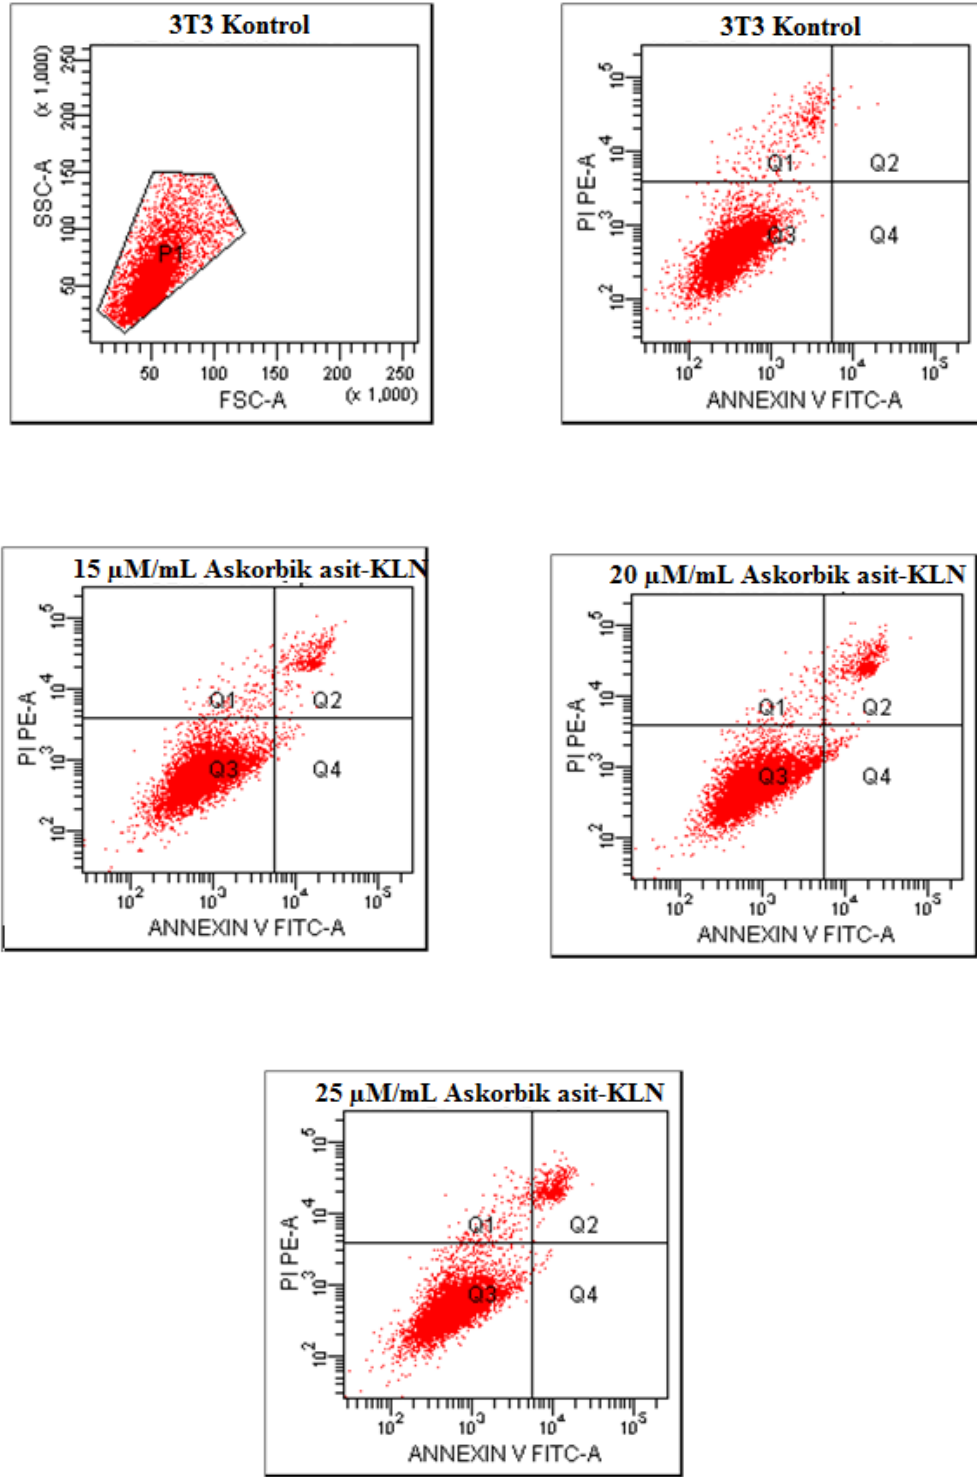 3T3 Kontrol
(x 1,000)
SSC-A
250
200
150
100
50
P1
50 100 150 200 250
FSC-A (x 1,000)
3T3 Kontrol
PI PE-A
10^5
10^4
10^3
10^2
Q1 Q2
Q3 Q4
10^2 10^3 10^4 10^5
ANNEXIN V FITC-A
15 µM/mL Askorbik asit-KLN
PI PE-A
10^5
10^4
10^3
10^2
Q1 Q2
Q3 Q4
10^2 10^3 10^4 10^5
ANNEXIN V FITC-A
20 µM/mL Askorbik asit-KLN
PI PE-A
10^5
10^4
10^3
10^2
Q1 Q2
Q3 Q4
10^2 10^3 10^4 10^5
ANNEXIN V FITC-A
25 µM/mL Askorbik asit-KLN
PI PE-A
10^5
10^4
10^3
10^2
Q1 Q2
Q3 Q4
10^2 10^3 10^4 10^5
ANNEXIN V FITC-A